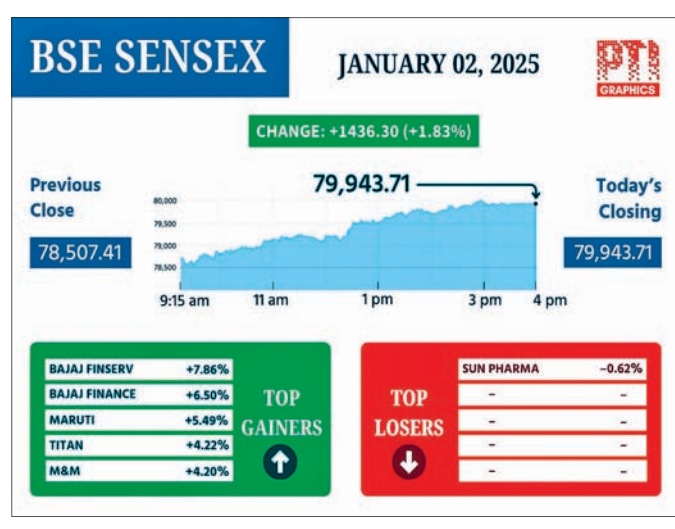 BSE SENSEX
JANUARY 02, 2025
PTI
GRAPHICS
CHANGE: +1436.30 (+1.83%)
Previous
Close
78,507.41
79,943.71
80,000
79,500
79,000
78,500
9:15 am 11 am 1 pm 3 pm 4 pm
Today's
Closing
79,943.71
BAJAJ FINSERV +7.86%
BAJAJ FINANCE +6.50%
MARUTI +5.49%
TITAN +4.22%
M&M +4.20%
TOP
GAINERS
TOP
LOSERS
SUN PHARMA –0.62%
– –
– –
– –
– –